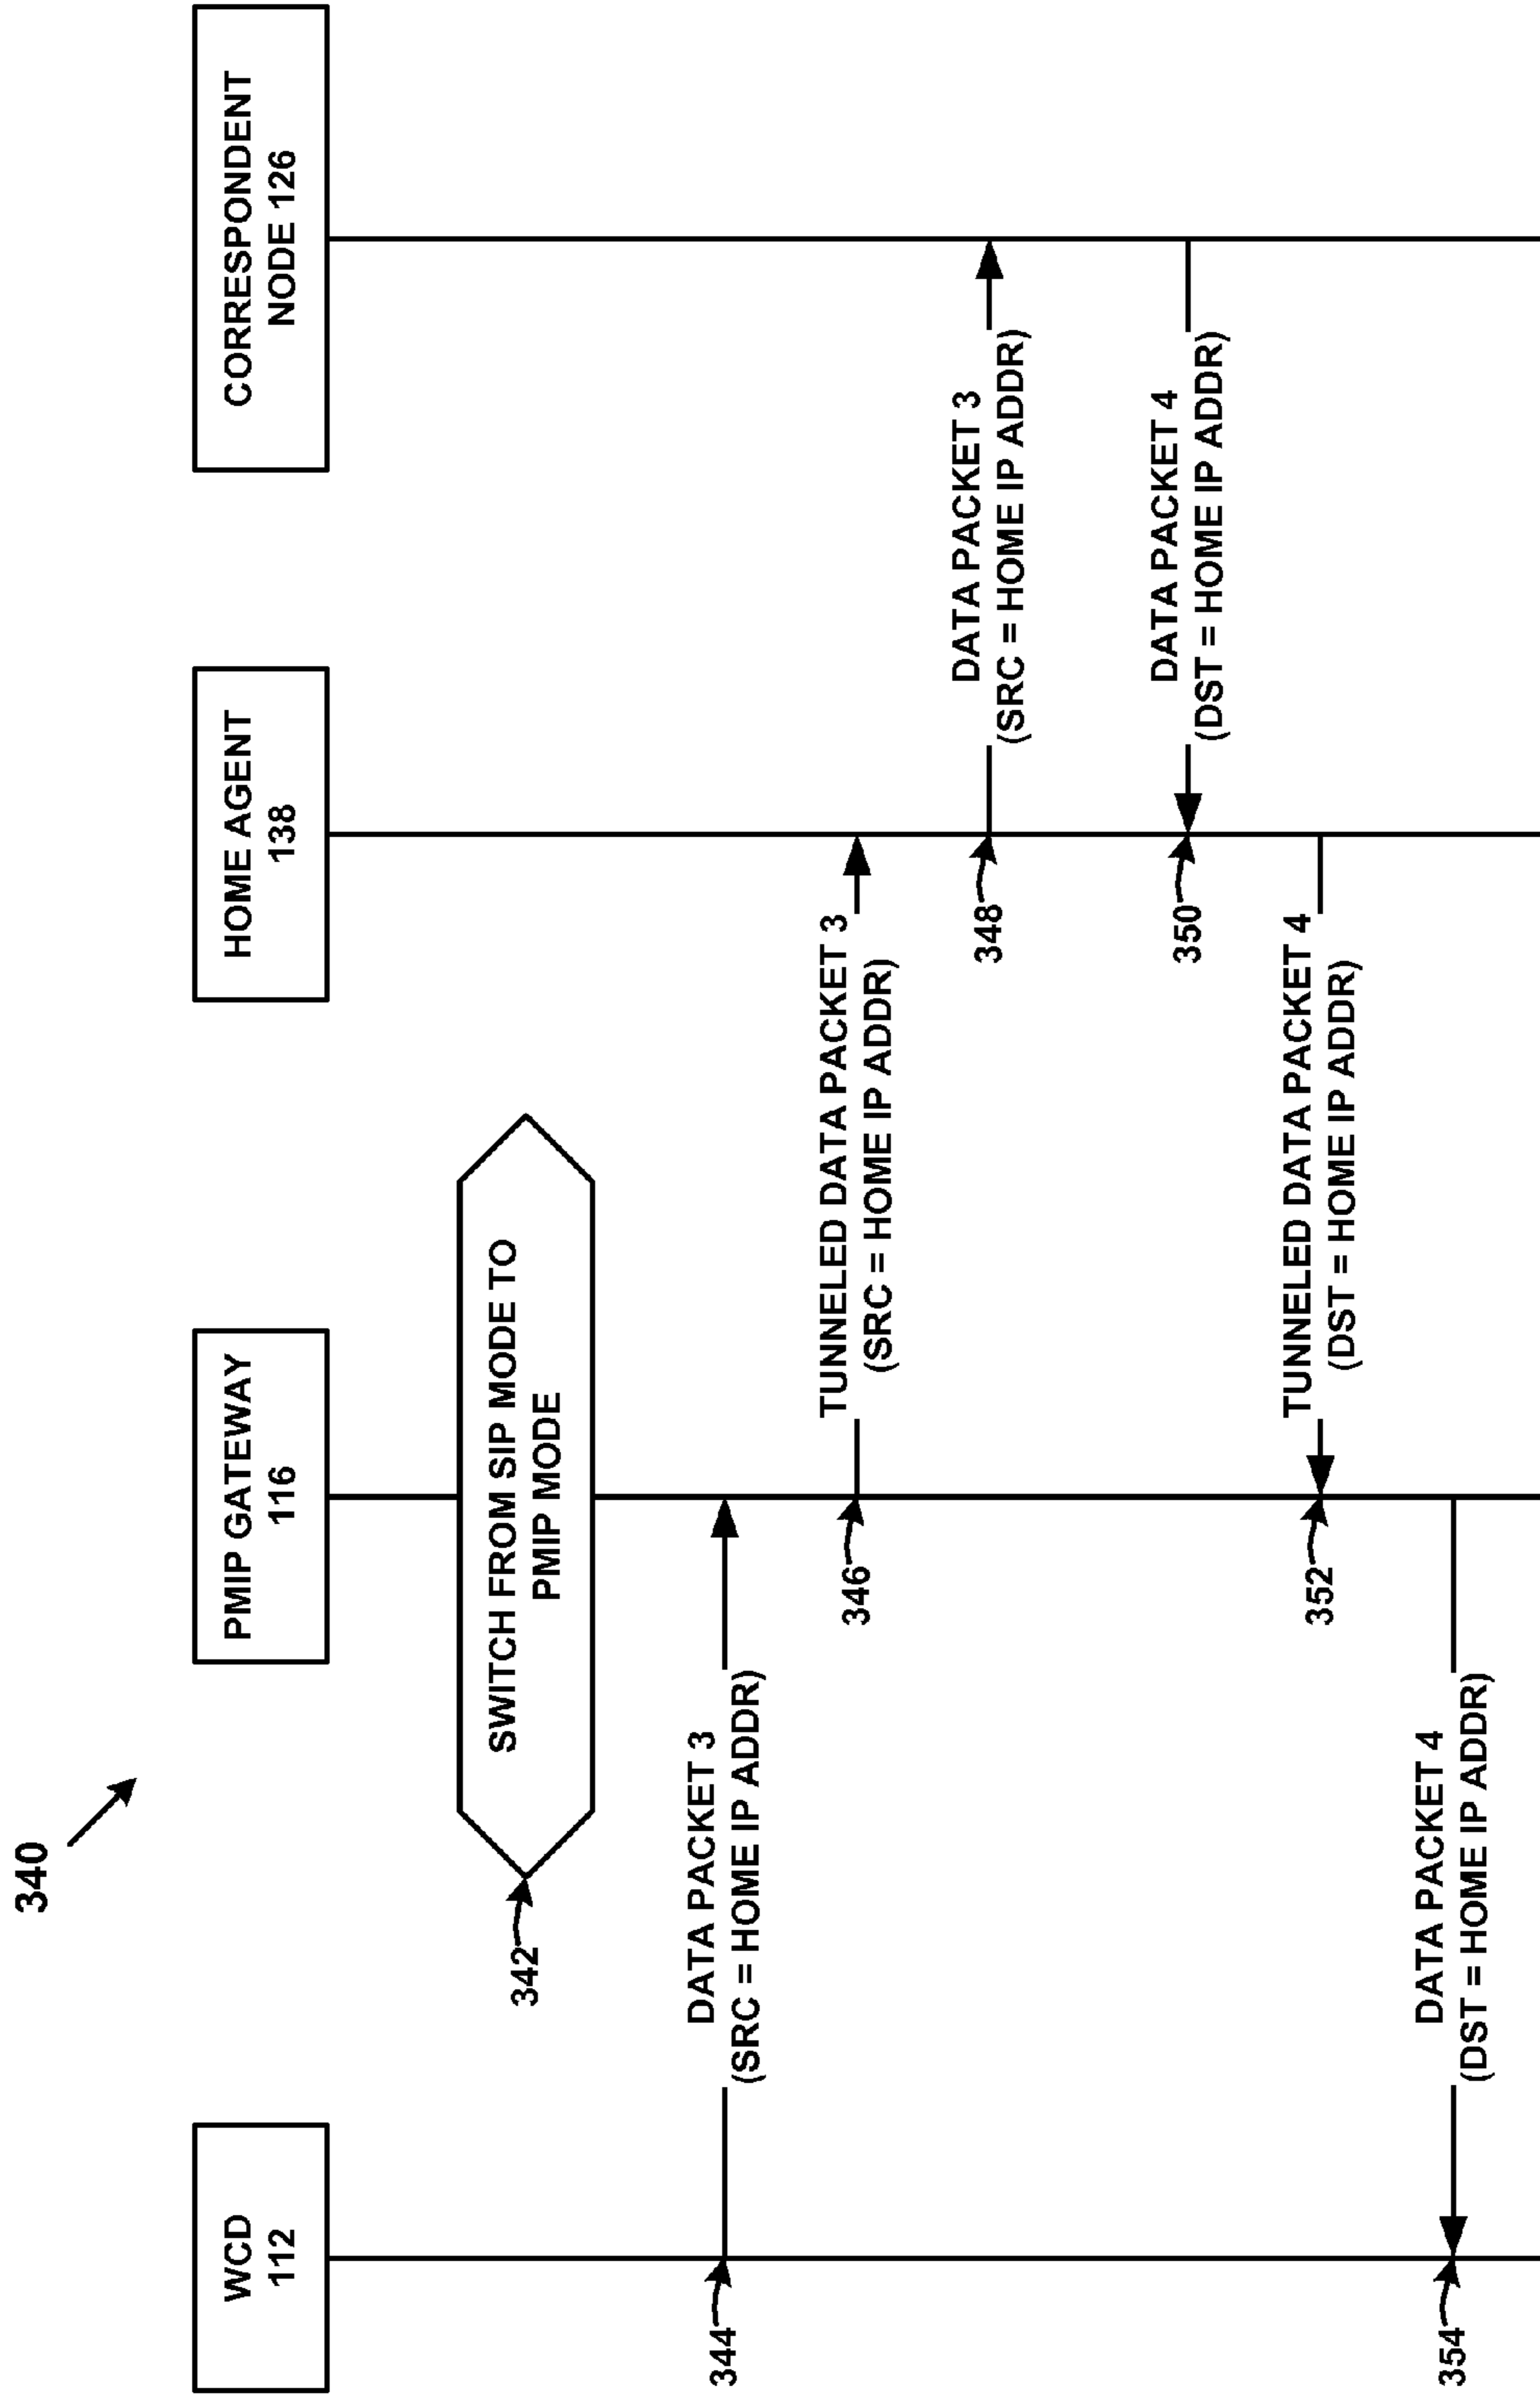 340
WCD
112
PMIP GATEWAY
116
HOME AGENT
138
CORRESPONDENT
NODE 126
342
SWITCH FROM SIP MODE TO
PMIP MODE
344
DATA PACKET 3
(SRC = HOME IP ADDR)
346
TUNNELED DATA PACKET 3
(SRC = HOME IP ADDR)
348
DATA PACKET 3
(SRC = HOME IP ADDR)
350
DATA PACKET 4
(DST = HOME IP ADDR)
352
TUNNELED DATA PACKET 4
(DST = HOME IP ADDR)
354
DATA PACKET 4
(DST = HOME IP ADDR)